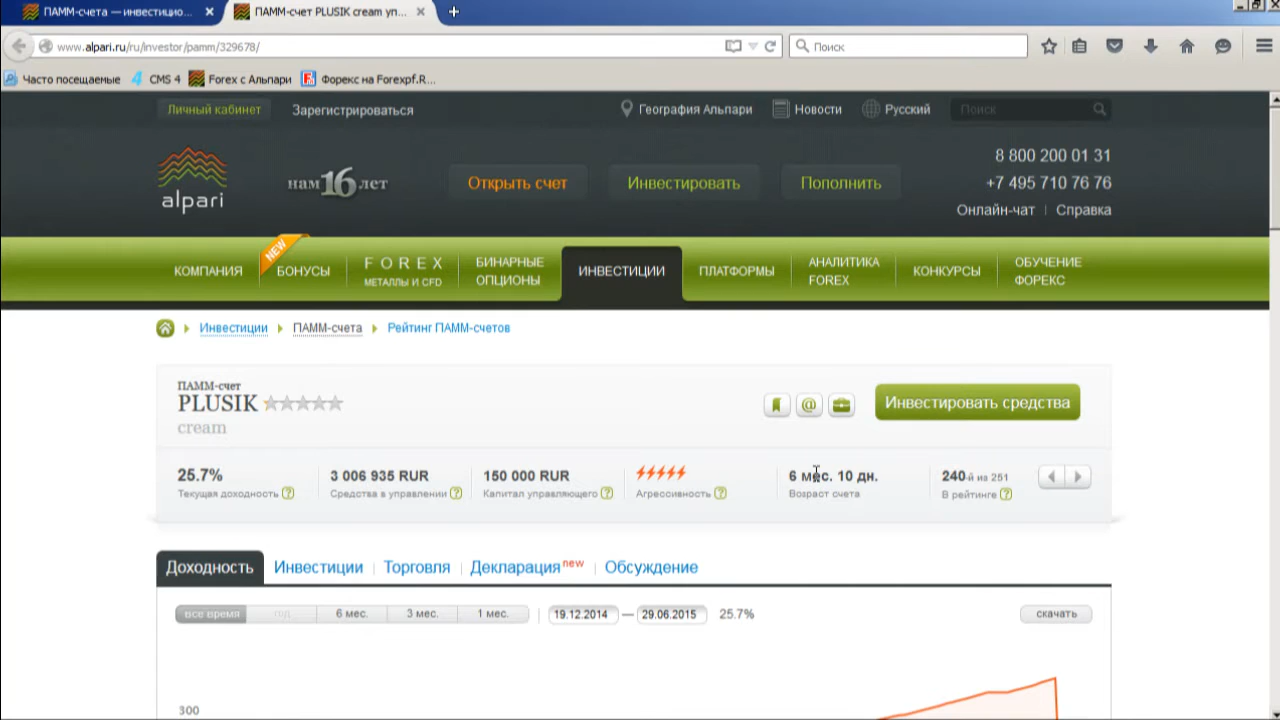 ПАММ-счета — инвестицио...
ПАММ-счет PLUSIK cream уп...
www.alpari.ru/ru/investor/pamm/329678/
Поиск
Часто посещаемые
CMS 4
Forex с Альпари
Форекс на Forexpf.R...
Личный кабинет
Зарегистрироваться
География Альпари
Новости
Русский
Поиск
alpari
нам 16 лет
Открыть счет
Инвестировать
Пополнить
8 800 200 01 31
+7 495 710 76 76
Онлайн-чат | Справка
КОМПАНИЯ
NEW
БОНУСЫ
FOREX
МЕТАЛЛЫ И CFD
БИНАРНЫЕ
ОПЦИОНЫ
ИНВЕСТИЦИИ
ПЛАТФОРМЫ
АНАЛИТИКА
FOREX
КОНКУРСЫ
ОБУЧЕНИЕ
ФОРЕКС
Инвестиции
ПАММ-счета
Рейтинг ПАММ-счетов
ПАММ-счет
PLUSIK
cream
@
Инвестировать средства
25.7%
Текущая доходность ?
3 006 935 RUR
Средства в управлении ?
150 000 RUR
Капитал управляющего ?
Агрессивность ?
6 мес. 10 дн.
Возраст счета
240-й из 251
В рейтинге ?
Доходность
Инвестиции
Торговля
Декларация new
Обсуждение
все время
год
6 мес.
3 мес.
1 мес.
19.12.2014 — 29.06.2015
25.7%
скачать
300